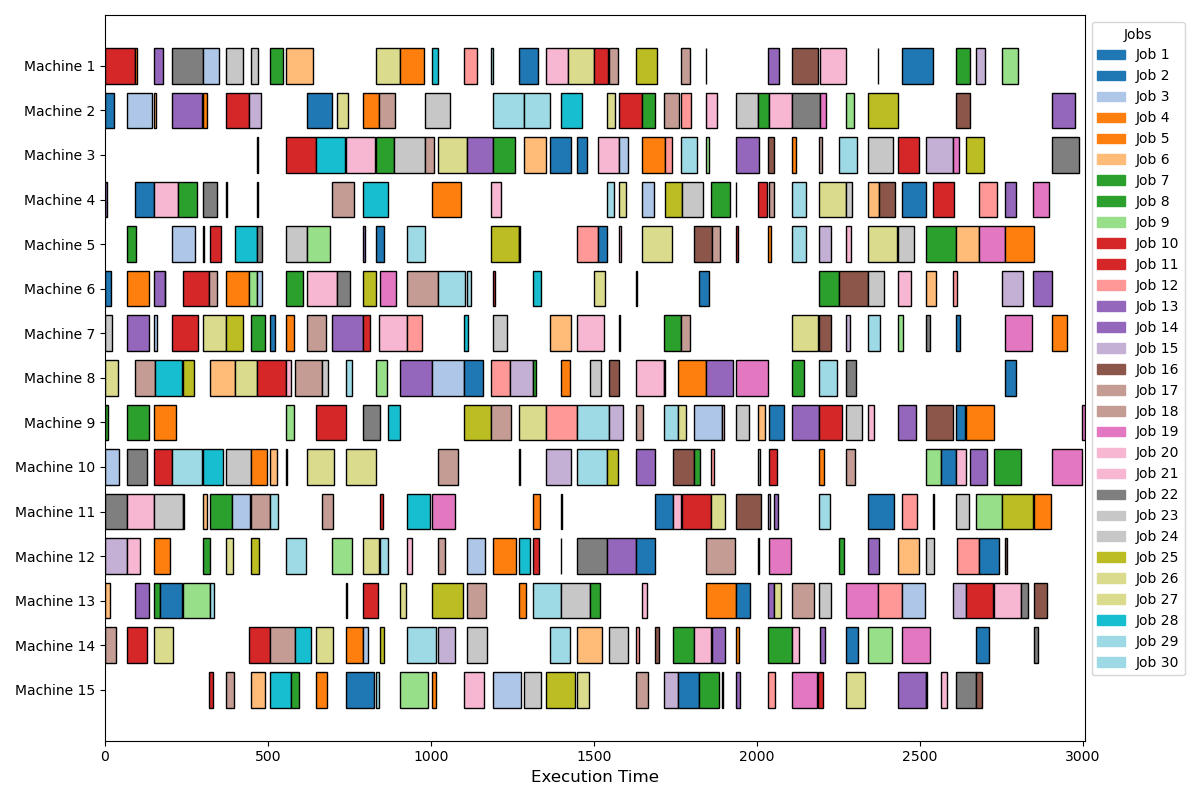 Machine 1
Machine 2
Machine 3
Machine 4
Machine 5
Machine 6
Machine 7
Machine 8
Machine 9
Machine 10
Machine 11
Machine 12
Machine 13
Machine 14
Machine 15
0 500 1000 1500 2000 2500 3000
Execution Time
Jobs
Job 1
Job 2
Job 3
Job 4
Job 5
Job 6
Job 7
Job 8
Job 9
Job 10
Job 11
Job 12
Job 13
Job 14
Job 15
Job 16
Job 17
Job 18
Job 19
Job 20
Job 21
Job 22
Job 23
Job 24
Job 25
Job 26
Job 27
Job 28
Job 29
Job 30